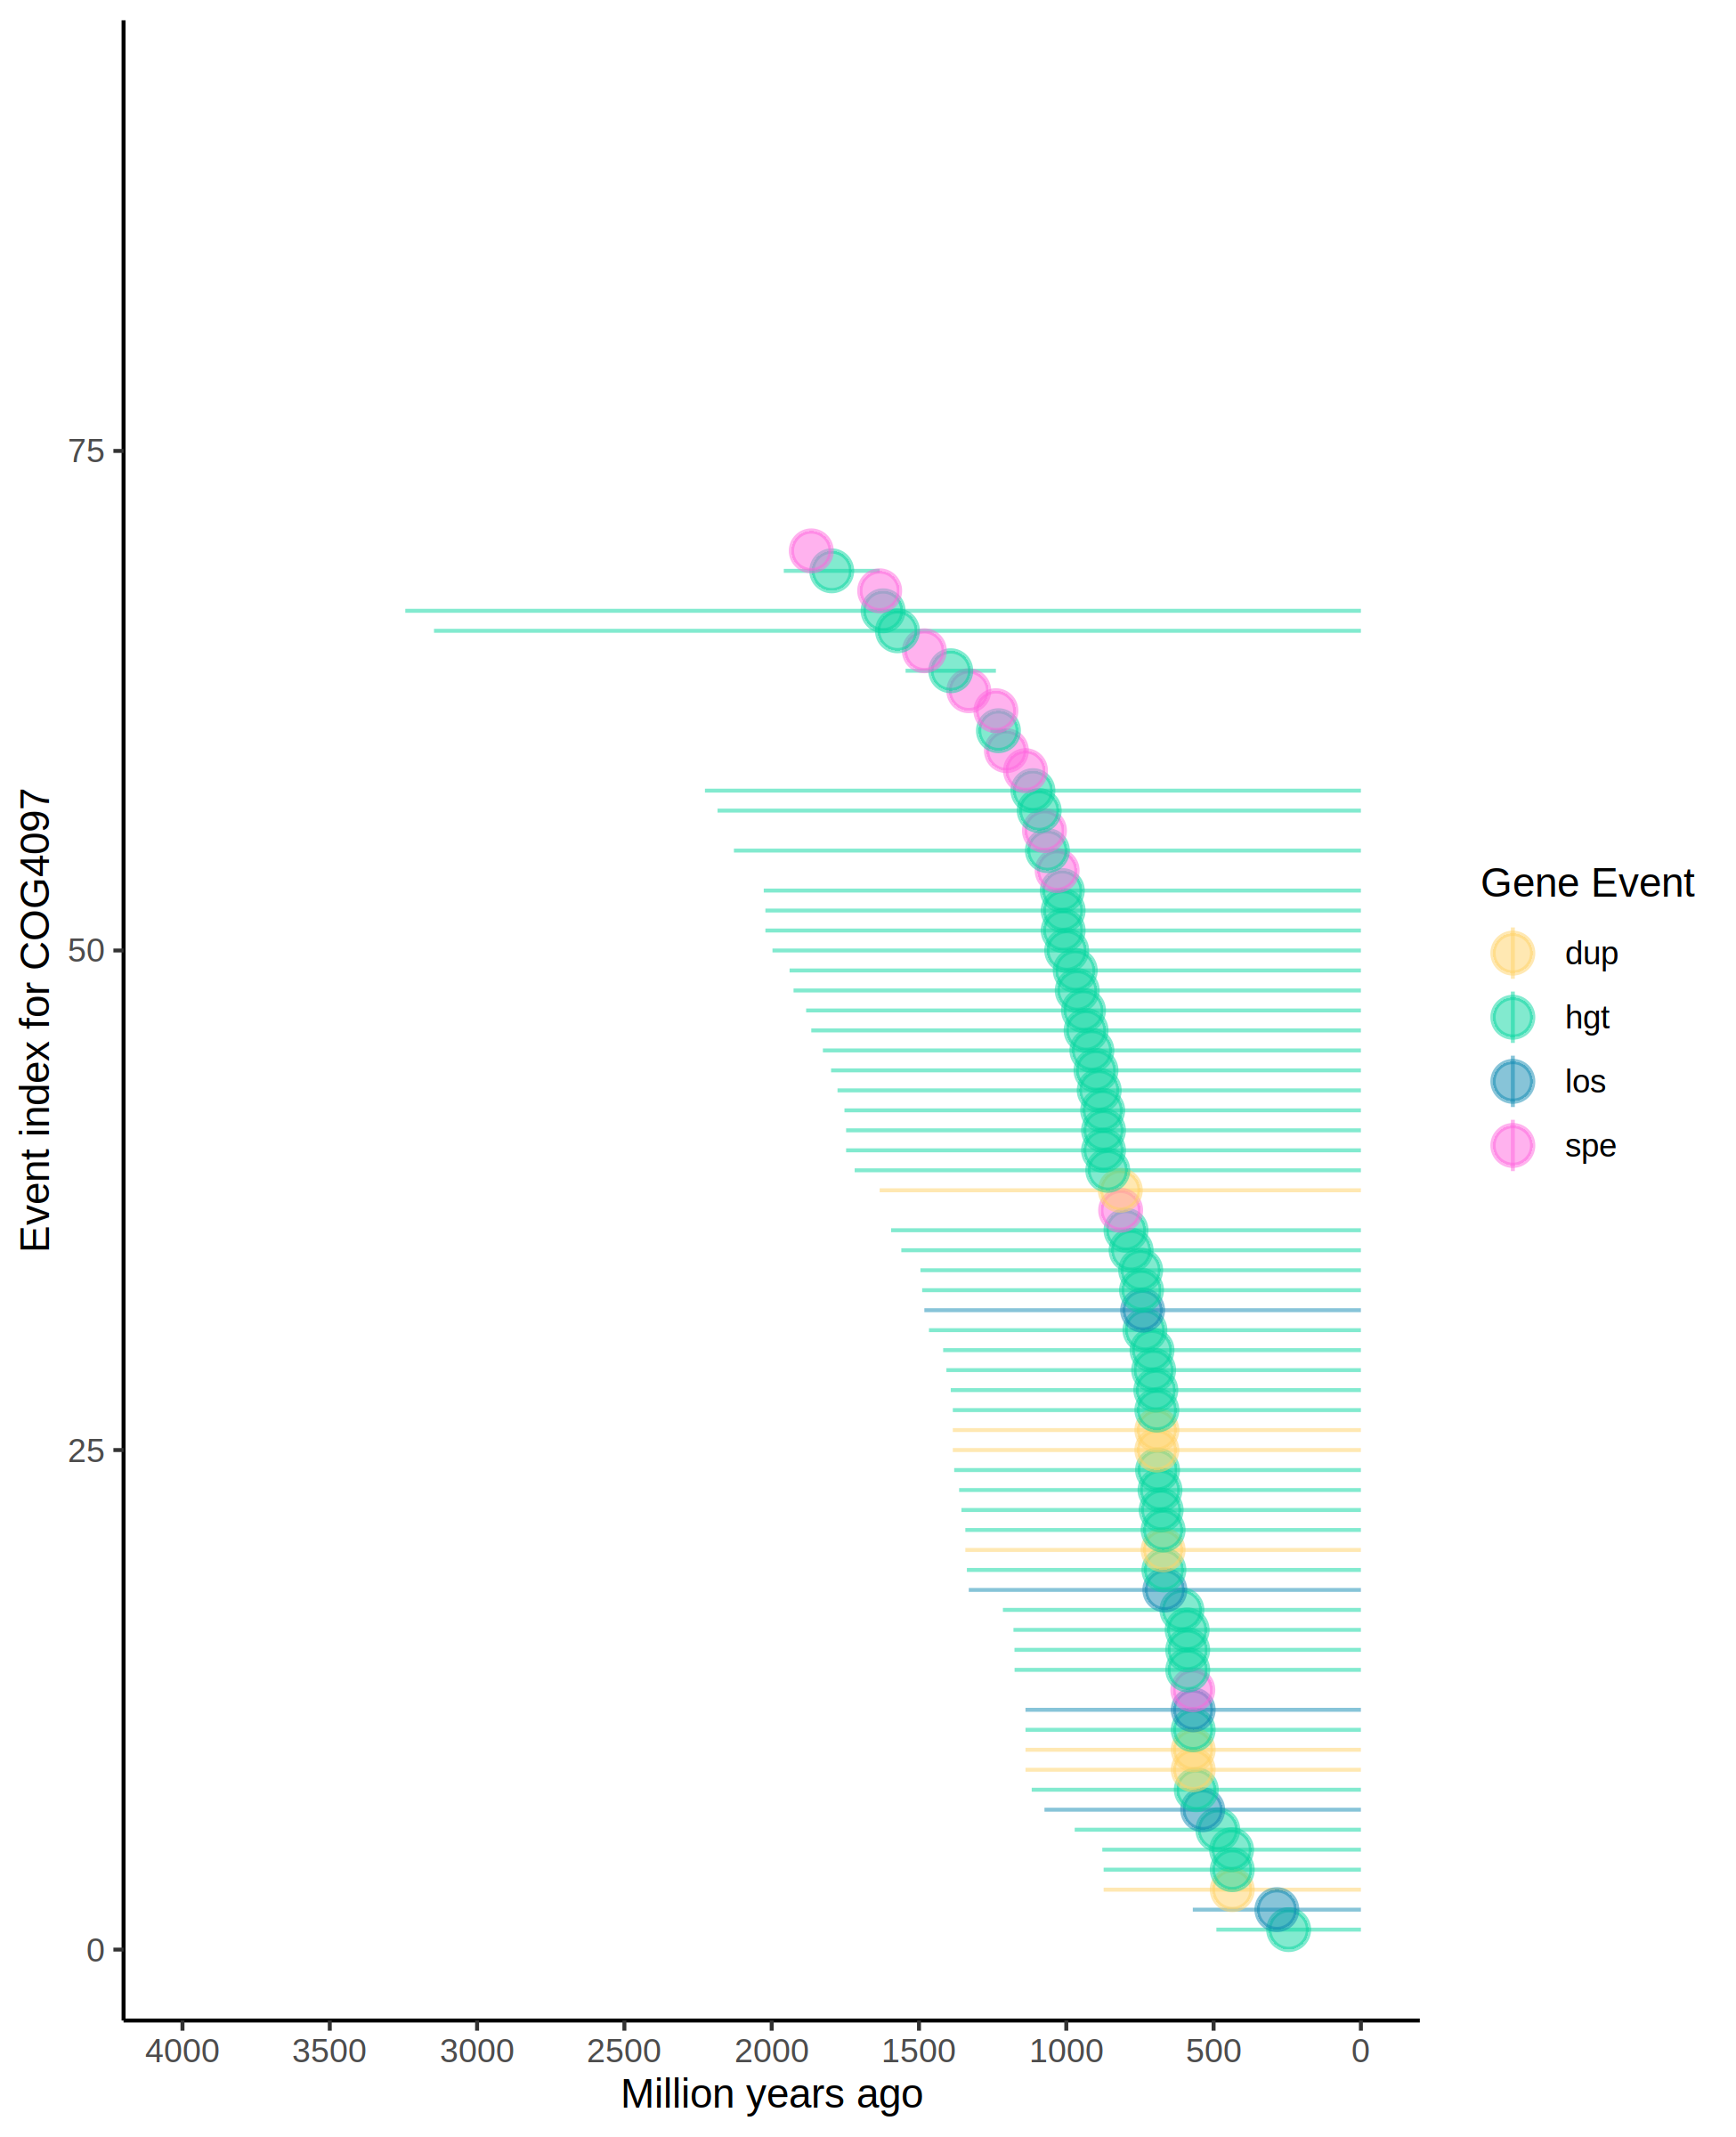 Event index for COG4097
75
50
25
0
4000 3500 3000 2500 2000 1500 1000 500 0
Million years ago
Gene Event
dup
hgt
los
spe